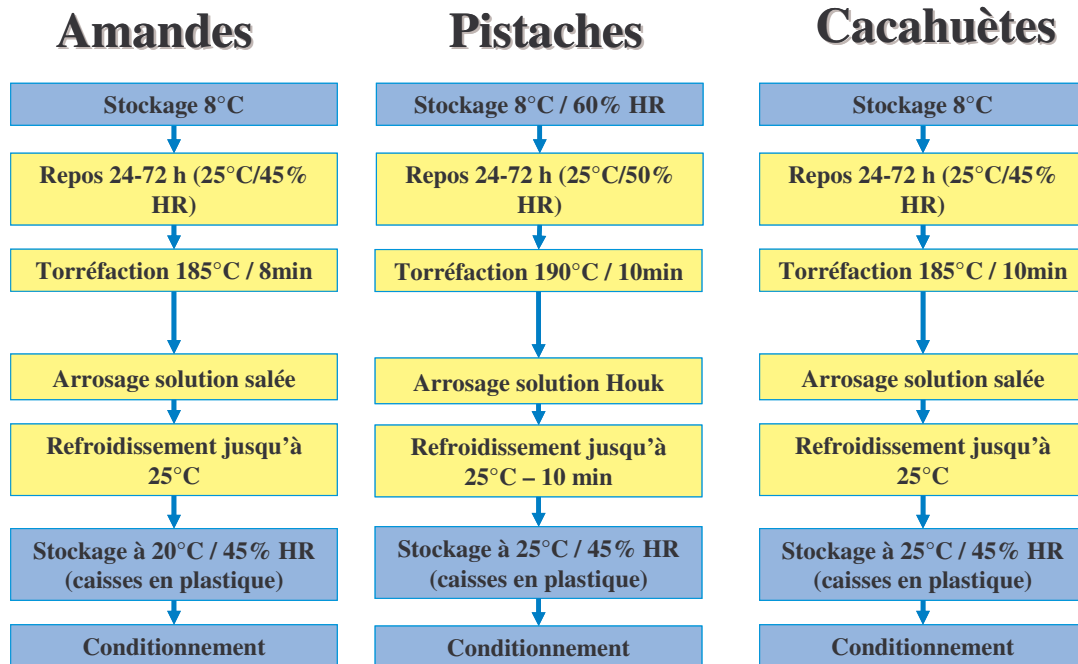 Amandes
Stockage 8°C
Repos 24-72 h (25°C/45%
HR)
Torréfaction 185°C / 8min
Arrosage solution salée
Refroidissement jusqu'à
25°C
Stockage à 20°C / 45% HR
(caisses en plastique)
Conditionnement
Pistaches
Stockage 8°C / 60% HR
Repos 24-72 h (25°C/50%
HR)
Torréfaction 190°C / 10min
Arrosage solution Houk
Refroidissement jusqu'à
25°C – 10 min
Stockage à 25°C / 45% HR
(caisses en plastique)
Conditionnement
Cacahuètes
Stockage 8°C
Repos 24-72 h (25°C/45%
HR)
Torréfaction 185°C / 10min
Arrosage solution salée
Refroidissement jusqu'à
25°C
Stockage à 25°C / 45% HR
(caisses en plastique)
Conditionnement